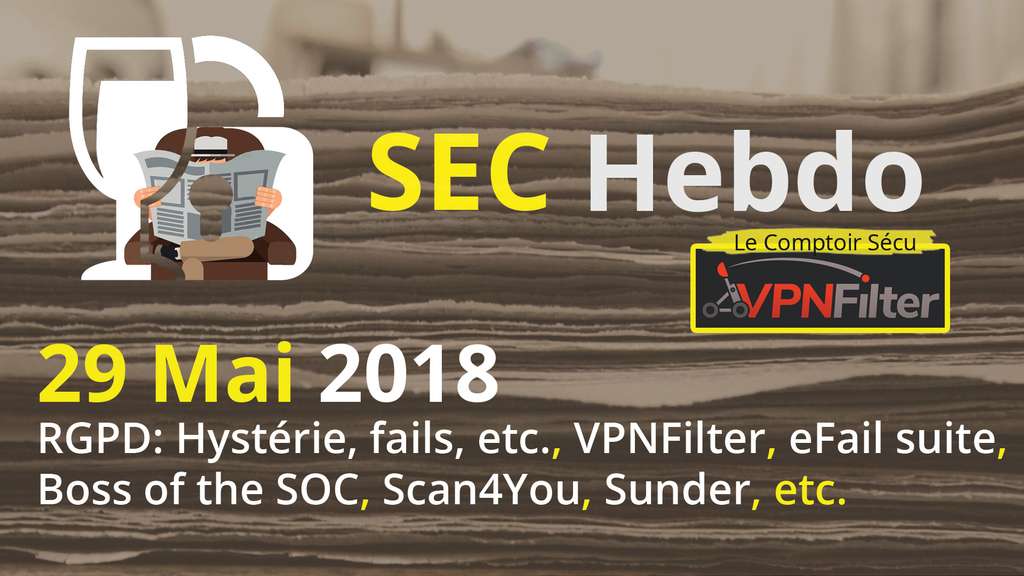 SEC Hebdo
Le Comptoir Sécu
VPNFilter
29 Mai 2018
RGPD: Hystérie, fails, etc., VPNFilter, eFail suite,
Boss of the SOC, Scan4You, Sunder, etc.